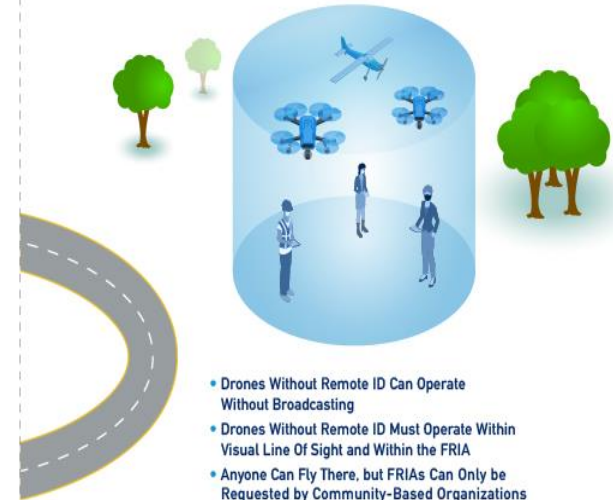 • Drones Without Remote ID Can Operate
Without Broadcasting
• Drones Without Remote ID Must Operate Within
Visual Line Of Sight and Within the FRIA
• Anyone Can Fly There, but FRIAs Can Only be
Requested by Community-Based Organizations